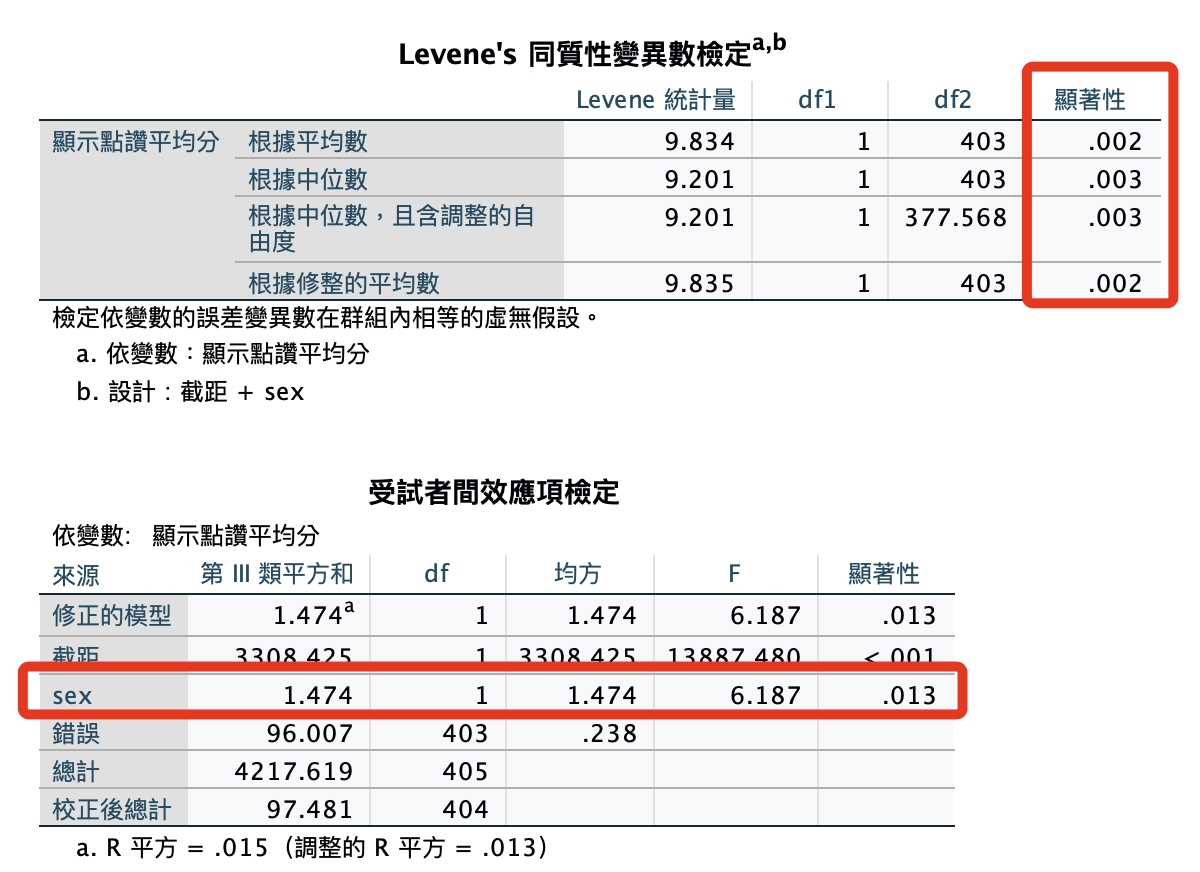 Levene's 同質性變異數檢定a,b
Levene 統計量 df1 df2 顯著性
顯示點讚平均分 根據平均數 9.834 1 403 .002
根據中位數 9.201 1 403 .003
根據中位數，且含調整的自由度 9.201 1 377.568 .003
根據修整的平均數 9.835 1 403 .002
檢定依變數的誤差變異數在群組內相等的虛無假設。
a. 依變數：顯示點讚平均分
b. 設計：截距 + sex
受試者間效應項檢定
依變數: 顯示點讚平均分
來源 第 III 類平方和 df 均方 F 顯著性
修正的模型 1.474a 1 1.474 6.187 .013
截距 3308.425 1 3308.425 13887.480 <.001
sex 1.474 1 1.474 6.187 .013
錯誤 96.007 403 .238
總計 4217.619 405
校正後總計 97.481 404
a. R 平方 = .015（調整的 R 平方 = .013）